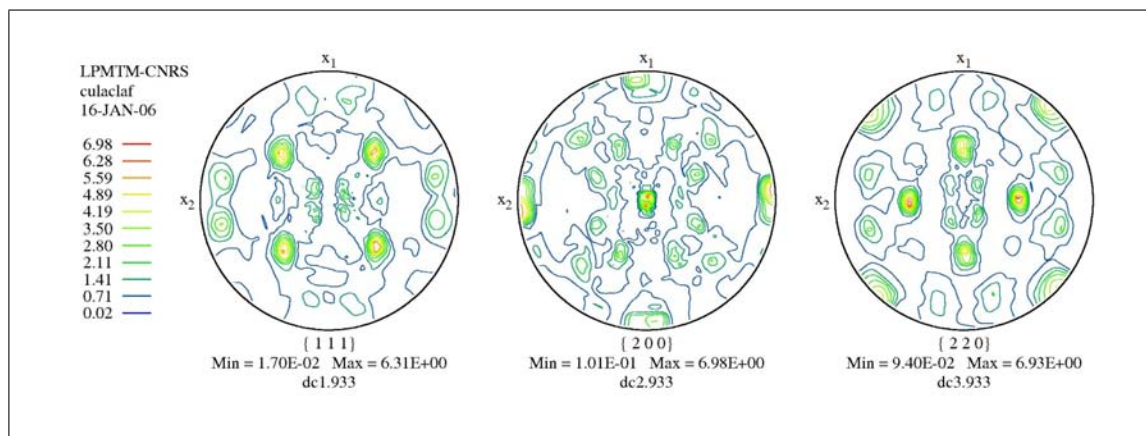 LPMTM-CNRS
culaclaf
16-JAN-06
6.98
6.28
5.59
4.89
4.19
3.50
2.80
2.11
1.41
0.71
0.02
x1
x2
{ 1 1 1}
Min = 1.70E-02 Max = 6.31E+00
dc1.933
x1
x2
{ 2 0 0}
Min = 1.01E-01 Max = 6.98E+00
dc2.933
x1
x2
{ 2 2 0}
Min = 9.40E-02 Max = 6.93E+00
dc3.933